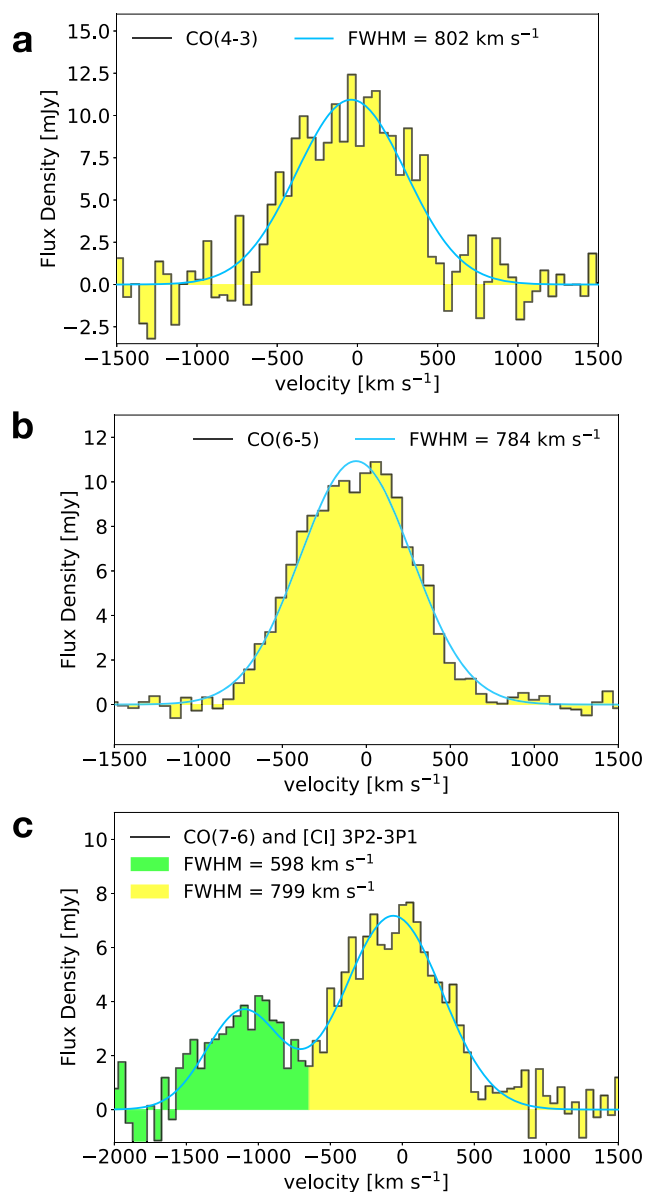 a
CO(4-3) FWHM = 802 km s⁻¹
15.0
12.5
10.0
7.5
5.0
2.5
0.0
−2.5
Flux Density [mJy]
−1500 −1000 −500 0 500 1000 1500
velocity [km s⁻¹]
b
CO(6-5) FWHM = 784 km s⁻¹
12
10
8
6
4
2
0
Flux Density [mJy]
−1500 −1000 −500 0 500 1000 1500
velocity [km s⁻¹]
c
CO(7-6) and [CI] 3P2-3P1
FWHM = 598 km s⁻¹
FWHM = 799 km s⁻¹
10
8
6
4
2
0
Flux Density [mJy]
−2000 −1500 −1000 −500 0 500 1000 1500
velocity [km s⁻¹]